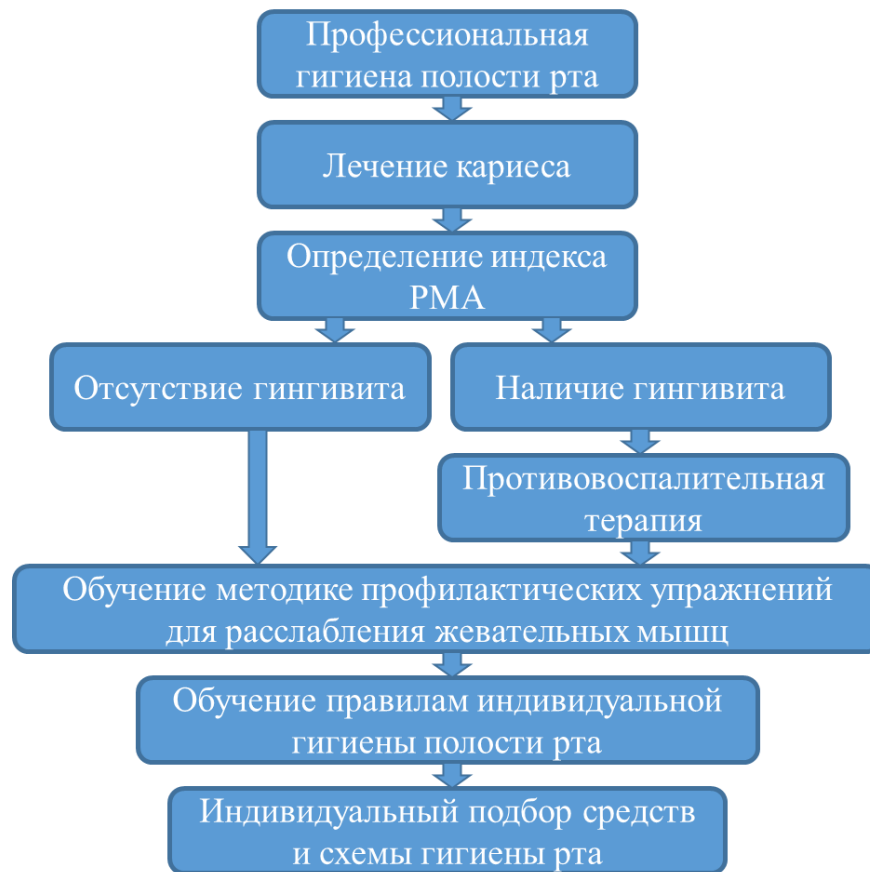 Профессиональная
гигиена полости рта
Лечение кариеса
Определение индекса
РМА
Отсутствие гингивита
Наличие гингивита
Противовоспалительная
терапия
Обучение методике профилактических упражнений
для расслабления жевательных мышц
Обучение правилам индивидуальной
гигиены полости рта
Индивидуальный подбор средств
и схемы гигиены рта